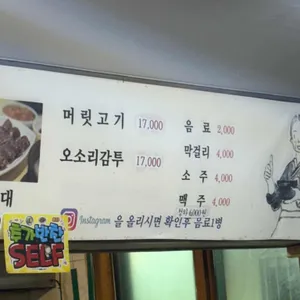 머릿고기 17,000
오소리감투 17,000
음료 2,000
막걸리 4,000
소주 4,000
맥주 4,000
대
Instagram 을 올리시면 확인후 음료1병
SELF